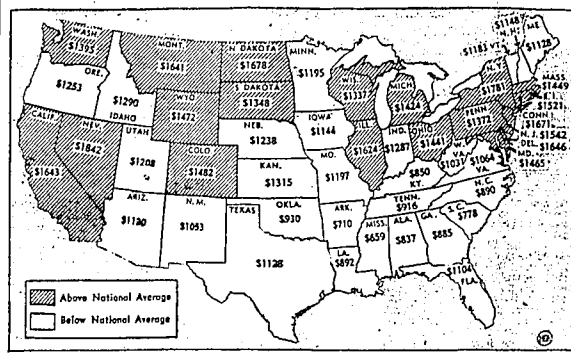 WASH.
$1395
ORE.
$1253
CALIF.
$1643
NEV.
$1842
$1290
IDAHO
MONT.
$1641
WYO.
$1472
UTAH
$1208
COLO
$1482
ARIZ.
$1120
N. M.
$1053
N. DAKOTA
$1678
S. DAKOTA
$1348
NEB.
$1238
KAN.
$1315
OKLA.
$930
TEXAS
$1128
MINN.
$1195
IOWA
$1144
MO.
$1197
ARK.
$710
LA.
$892
WIS.
$1337
ILL.
$1624
MICH.
$1424
IND.
$1287
OHIO
$1441
$850
KY.
TENN.
$916
MISS.
$659
ALA.
$837
GA.
$885
$1104
FLA.
S. C.
$778
N. C.
$890
$1064
VA.
W.
VA.
$1037
PENN.
$1372
N. Y.
$1781
$1183 VT.
$1148
N. H.
ME.
$1128
MASS.
$1449
R. I.
$1521
CONN.
$1671
N. J. $1542
DEL. $1646
MD. $1465
Above National Average
Below National Average